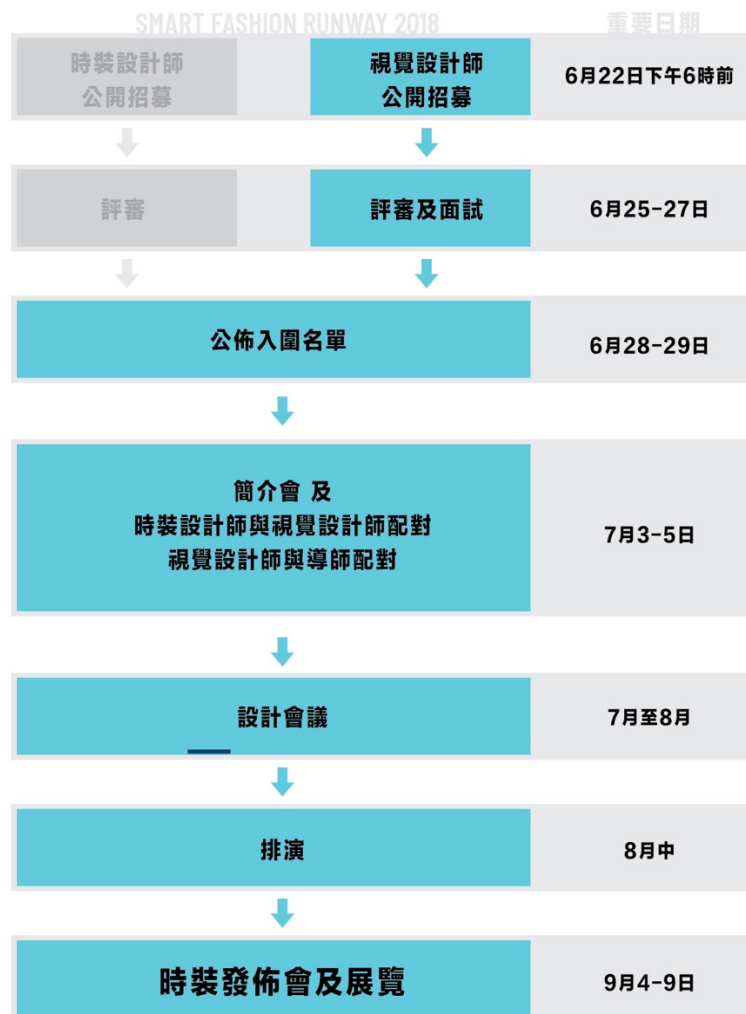 SMART FASHION RUNWAY 2018
重要日期
時裝設計師
公開招募
視覺設計師
公開招募
6月22日下午6時前
評審
評審及面試
6月25-27日
公佈入圍名單
6月28-29日
簡介會 及
時裝設計師與視覺設計師配對
視覺設計師與導師配對
7月3-5日
設計會議
7月至8月
排演
8月中
時裝發佈會及展覽
9月4-9日